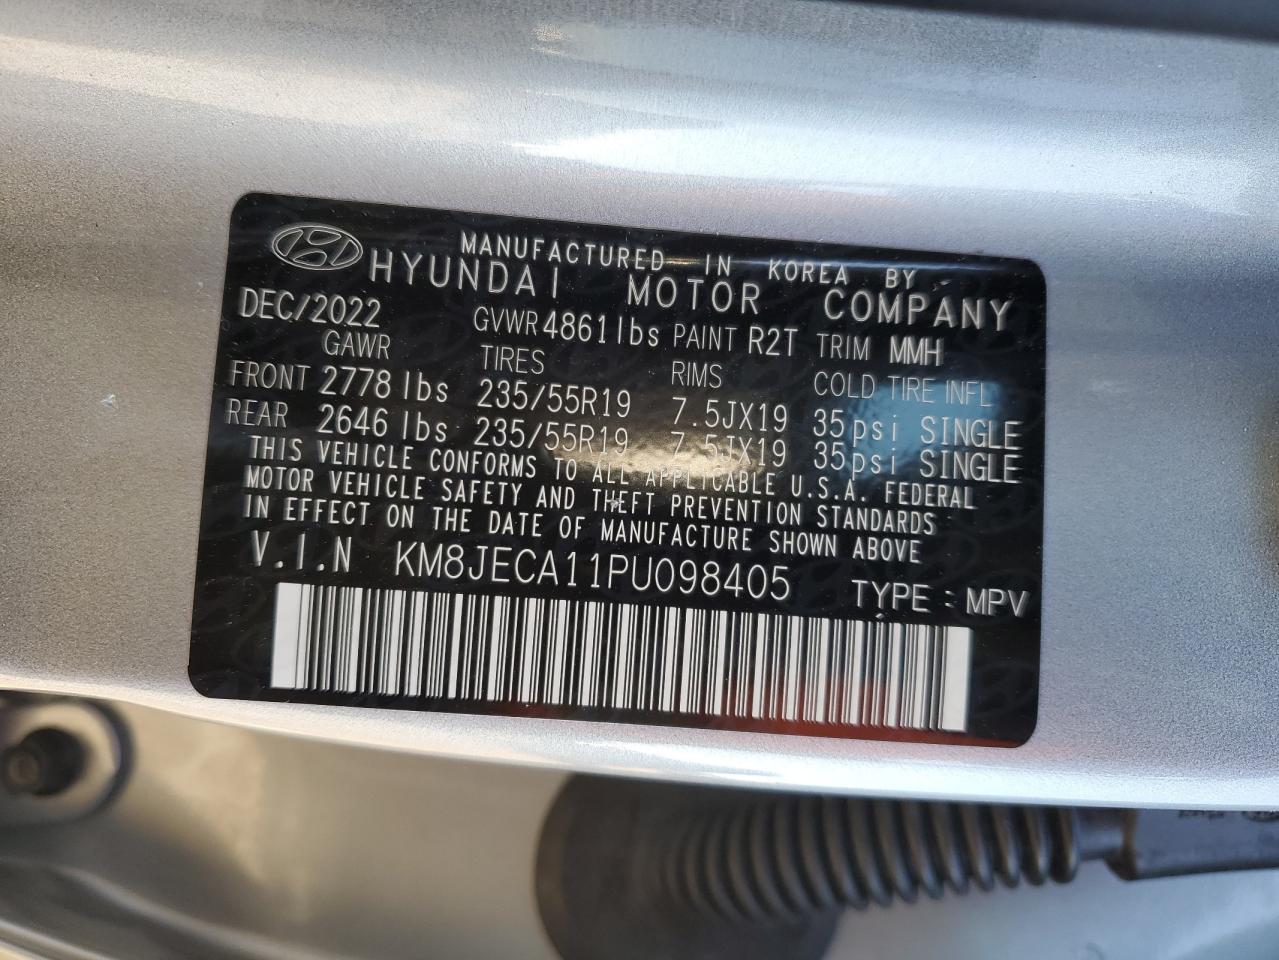 MANUFACTURED IN KOREA BY
HYUNDAI MOTOR COMPANY
DEC/2022 GVWR 4861lbs PAINT R2T TRIM MMH
GAWR TIRES RIMS COLD TIRE INFL
FRONT 2778 lbs 235/55R19 7.5JX19 35psi SINGLE
REAR 2646 lbs 235/55R19 7.5JX19 35psi SINGLE
THIS VEHICLE CONFORMS TO ALL APPLICABLE U.S.A. FEDERAL
MOTOR VEHICLE SAFETY AND THEFT PREVENTION STANDARDS
IN EFFECT ON THE DATE OF MANUFACTURE SHOWN ABOVE
V.I.N KM8JECA11PU098405 TYPE : MPV